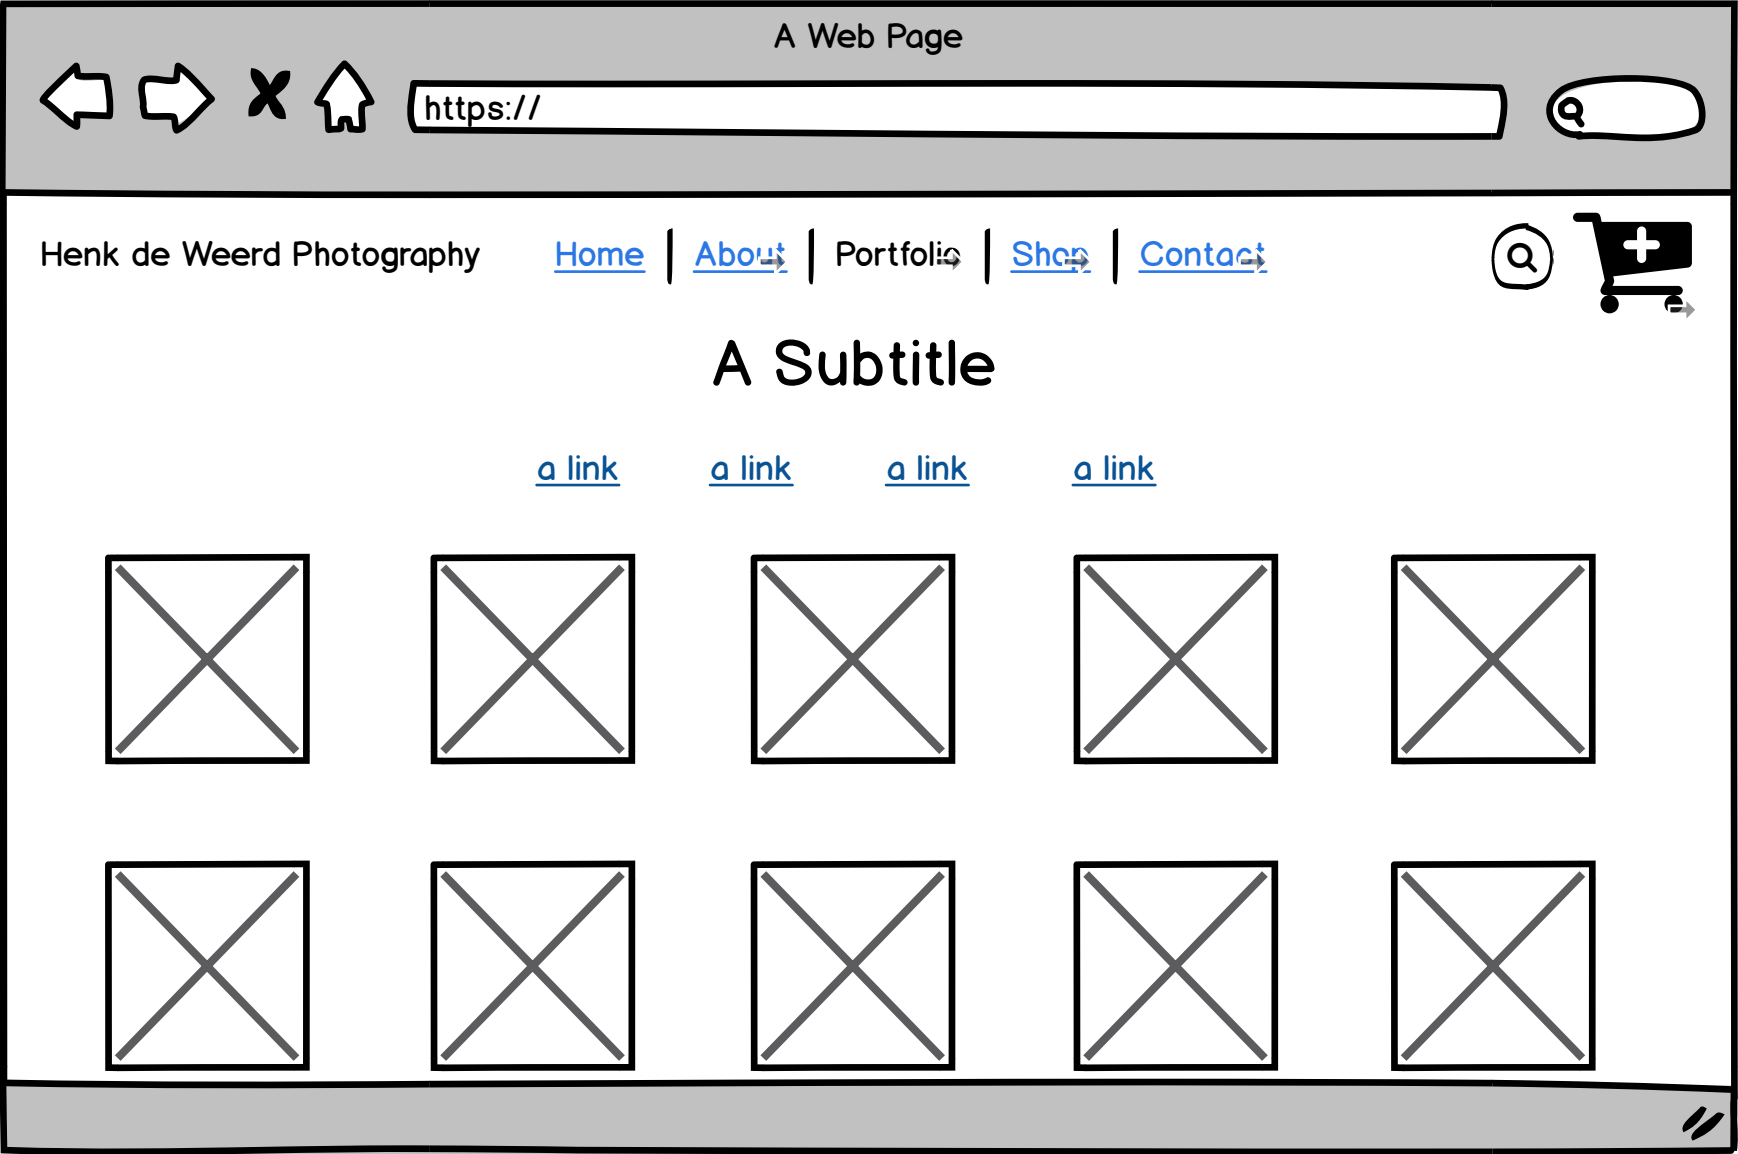 A Web Page
https://
Henk de Weerd Photography Home About Portfolio Shop Contact
A Subtitle
a link a link a link a link